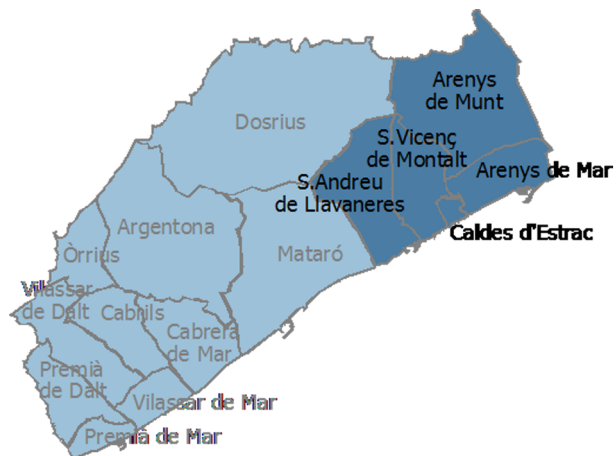 Arenys
de Munt
Dosrius
S.Vicenç
de Montalt
Arenys de Mar
S.Andreu
de Llavaneres
Caldes d'Estrac
Argentona
Mataró
Òrrius
Vilassar
de Dalt
Cabrils
Cabrera
de Mar
Premià
de Dalt
Vilassar de Mar
Premià de Mar